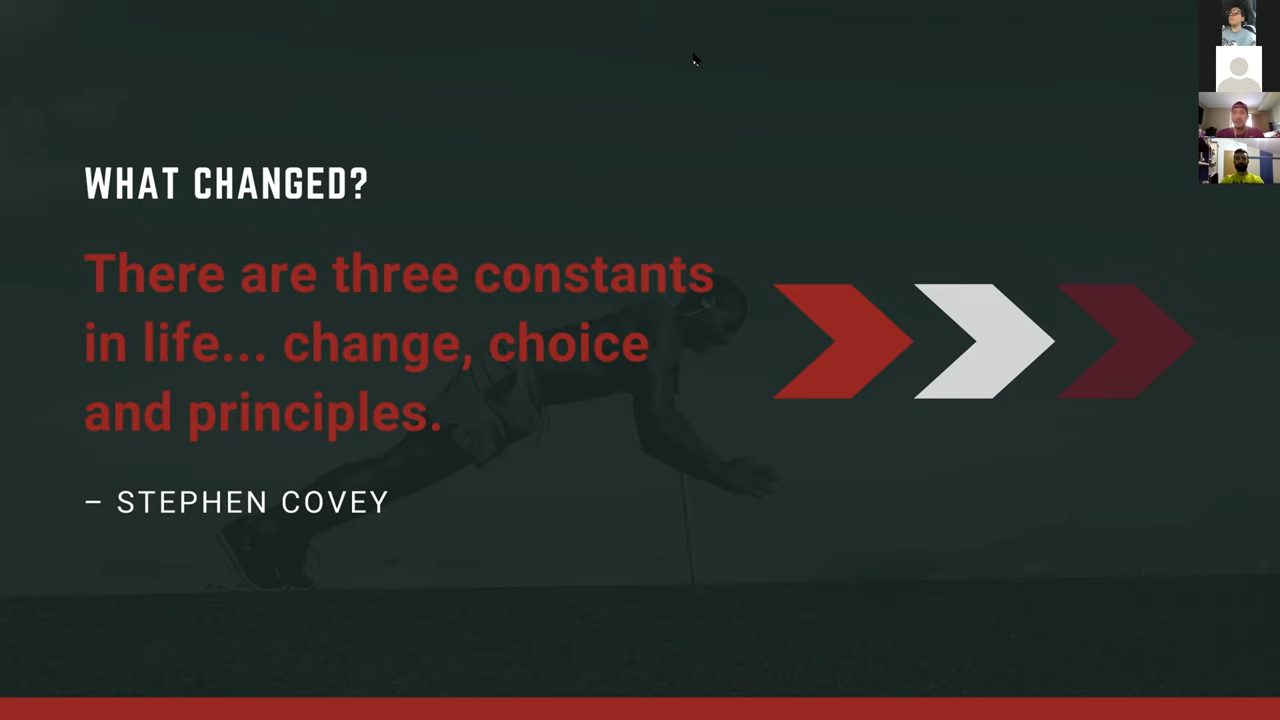 WHAT CHANGED?
There are three constants
in life... change, choice
and principles.
– STEPHEN COVEY